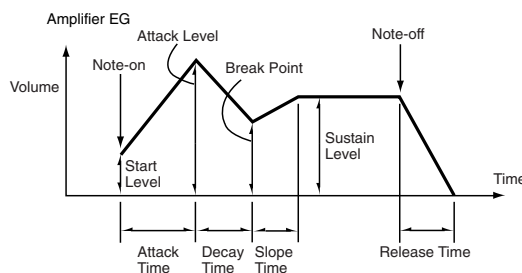 Amplifier EG
Attack Level
Note-off
Note-on
Break Point
Volume
Start
Level
Sustain
Level
Time
Attack
Time
Decay
Time
Slope
Time
Release Time